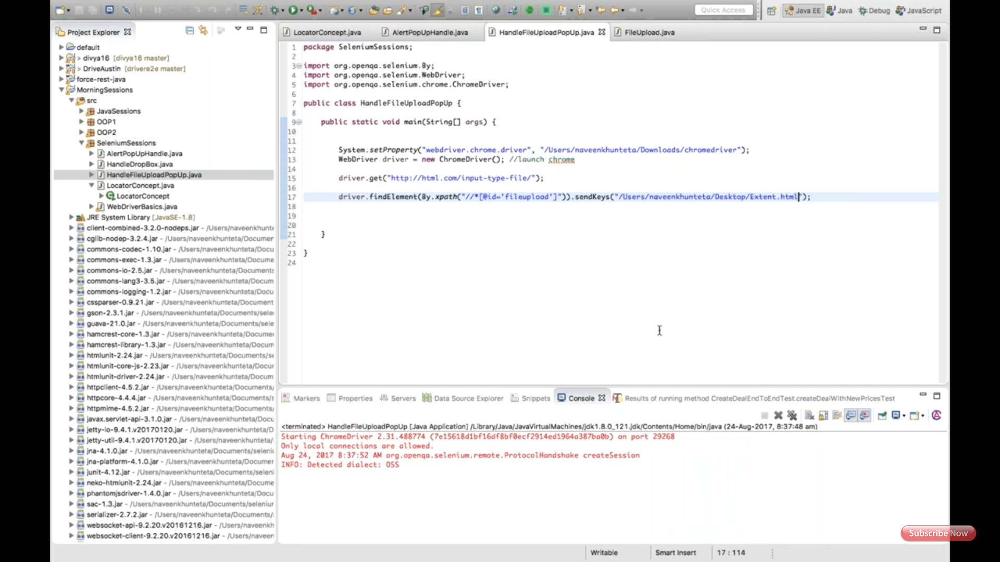 Quick Access
Java EE
Java
Debug
JavaScript
Project Explorer
default
> divya16 [divya16 master]
> DriveAustin [drivere2e master]
force-rest-java
MorningSessions
src
JavaSessions
OOP1
OOP2
SeleniumSessions
AlertPopUpHandle.java
HandleDropBox.java
HandleFileUploadPopUp.java
LocatorConcept.java
LocatorConcept
WebDriverBasics.java
JRE System Library [JavaSE-1.8]
client-combined-3.2.0-nodeps.jar - /Users/naveenkhunte
cglib-nodep-3.2.4.jar - /Users/naveenkhunteta/Documer
commons-codec-1.10.jar - /Users/naveenkhunteta/Docu
commons-exec-1.3.jar - /Users/naveenkhunteta/Docume
commons-io-2.5.jar - /Users/naveenkhunteta/Documents
commons-lang3-3.5.jar - /Users/naveenkhunteta/Docum
commons-logging-1.2.jar - /Users/naveenkhunteta/Docu
cssparser-0.9.21.jar - /Users/naveenkhunteta/Document
gson-2.3.1.jar - /Users/naveenkhunteta/Documents/sele
guava-21.0.jar - /Users/naveenkhunteta/Documents/sele
hamcrest-core-1.3.jar - /Users/naveenkhunteta/Documer
hamcrest-library-1.3.jar - /Users/naveenkhunteta/Docum
htmlunit-2.24.jar - /Users/naveenkhunteta/Documents/se
htmlunit-core-js-2.23.jar - /Users/naveenkhunteta/Docum
htmlunit-driver-2.24.jar - /Users/naveenkhunteta/Docum
httpclient-4.5.2.jar - /Users/naveenkhunteta/Documents/
httpcore-4.4.4.jar - /Users/naveenkhunteta/Documents/s
httpmime-4.5.2.jar - /Users/naveenkhunteta/Documents/
javax.servlet-api-3.1.0.jar - /Users/naveenkhunteta/Docu
jetty-io-9.4.1.v20170120.jar - /Users/naveenkhunteta/Docu
jetty-util-9.4.1.v20170120.jar - /Users/naveenkhunteta/Do
jna-4.1.0.jar - /Users/naveenkhunteta/Documents/seleni
jna-platform-4.1.0.jar - /Users/naveenkhunteta/Documer
junit-4.12.jar - /Users/naveenkhunteta/Documents/seleni
neko-htmlunit-2.24.jar - /Users/naveenkhunteta/Docume
phantomjsdriver-1.4.0.jar - /Users/naveenkhunteta/Docu
sac-1.3.jar - /Users/naveenkhunteta/Documents/seleniur
serializer-2.7.2.jar - /Users/naveenkhunteta/Documents/
websocket-api-9.2.20.v20161216.jar - /Users/naveenkh
websocket-client-9.2.20.v20161216.jar - /Users/naveen
LocatorConcept.java
AlertPopUpHandle.java
HandleFileUploadPopUp.java
FileUpload.java
1 package SeleniumSessions;
2
3 import org.openqa.selenium.By;
4 import org.openqa.selenium.WebDriver;
5 import org.openqa.selenium.chrome.ChromeDriver;
6
7 public class HandleFileUploadPopUp {
8
9 public static void main(String[] args) {
10
11
12 System.setProperty("webdriver.chrome.driver", "/Users/naveenkhunteta/Downloads/chromedriver");
13 WebDriver driver = new ChromeDriver(); //launch chrome
14
15 driver.get("http://html.com/input-type-file/");
16
17 driver.findElement(By.xpath("//*[@id='fileupload']")).sendKeys("/Users/naveenkhunteta/Desktop/Extent.html");
18
19
20
21 }
22
23 }
24
Markers
Properties
Servers
Data Source Explorer
Snippets
Console
Results of running method CreateDealEndToEndTest.createDealWithNewPricesTest
<terminated> HandleFileUploadPopUp [Java Application] /Library/Java/JavaVirtualMachines/jdk1.8.0_121.jdk/Contents/Home/bin/java (24-Aug-2017, 8:37:48 am)
Starting ChromeDriver 2.31.488774 (7e15618d1bf16df8bf0ecf2914ed1964a387ba0b) on port 29268
Only local connections are allowed.
Aug 24, 2017 8:37:52 AM org.openqa.selenium.remote.ProtocolHandshake createSession
INFO: Detected dialect: OSS
Subscribe Now
Writable
Smart Insert
17 : 114